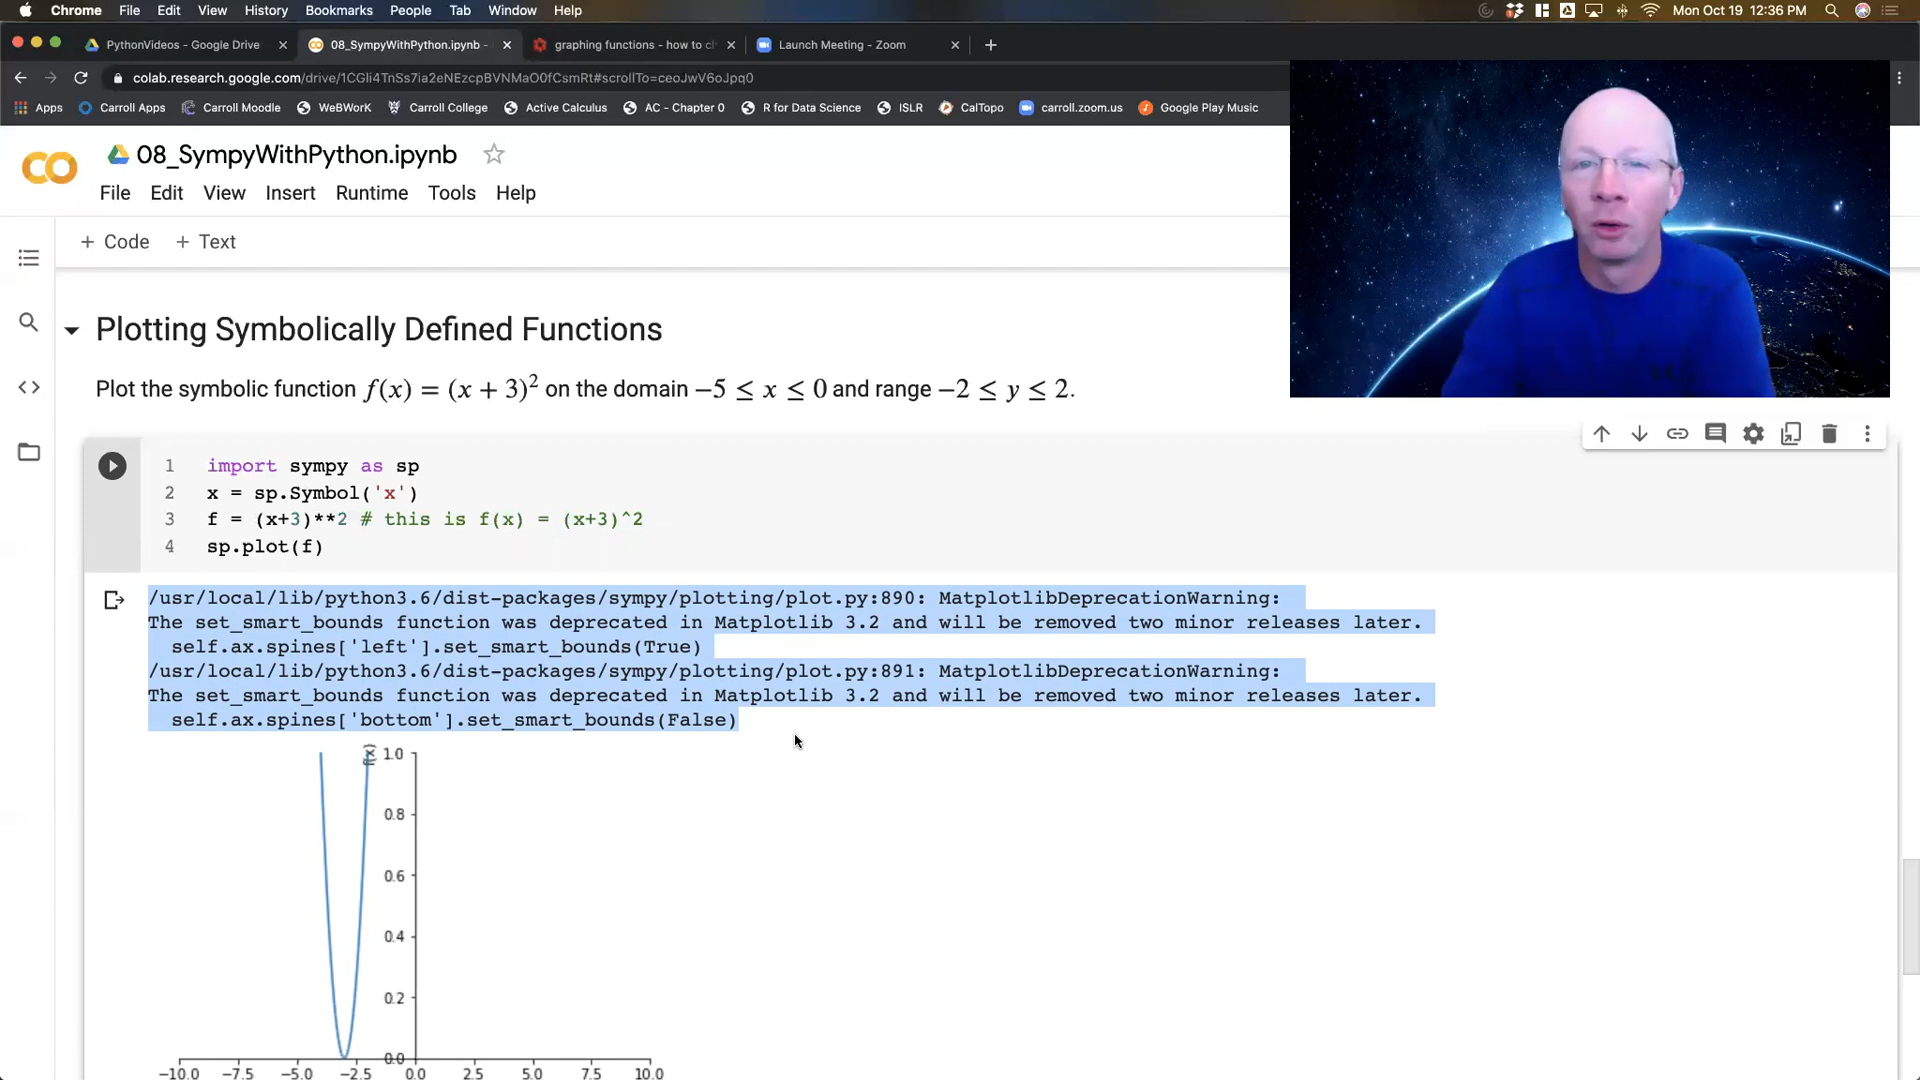 Chrome File Edit View History Bookmarks People Tab Window Help Mon Oct 19 12:36 PM
PythonVideos - Google Drive 08_SympyWithPython.ipynb - graphing functions - how to cl Launch Meeting - Zoom
colab.research.google.com/drive/1CGli4TnSs7ia2eNEzcpBVNMaO0fCsmRt#scrollTo=ceoJwV6oJpq0
Apps Carroll Apps Carroll Moodle WeBWorK Carroll College Active Calculus AC - Chapter 0 R for Data Science ISLR CalTopo carroll.zoom.us Google Play Music
08_SympyWithPython.ipynb
File Edit View Insert Runtime Tools Help
+ Code + Text
Plotting Symbolically Defined Functions
Plot the symbolic function f(x) = (x + 3)² on the domain −5 ≤ x ≤ 0 and range −2 ≤ y ≤ 2.
1 import sympy as sp
2 x = sp.Symbol('x')
3 f = (x+3)**2 # this is f(x) = (x+3)^2
4 sp.plot(f)
/usr/local/lib/python3.6/dist-packages/sympy/plotting/plot.py:890: MatplotlibDeprecationWarning:
The set_smart_bounds function was deprecated in Matplotlib 3.2 and will be removed two minor releases later.
self.ax.spines['left'].set_smart_bounds(True)
/usr/local/lib/python3.6/dist-packages/sympy/plotting/plot.py:891: MatplotlibDeprecationWarning:
The set_smart_bounds function was deprecated in Matplotlib 3.2 and will be removed two minor releases later.
self.ax.spines['bottom'].set_smart_bounds(False)
f(x) 1.0
0.8
0.6
0.4
0.2
0.0
−10.0 −7.5 −5.0 −2.5 0.0 2.5 5.0 7.5 10.0